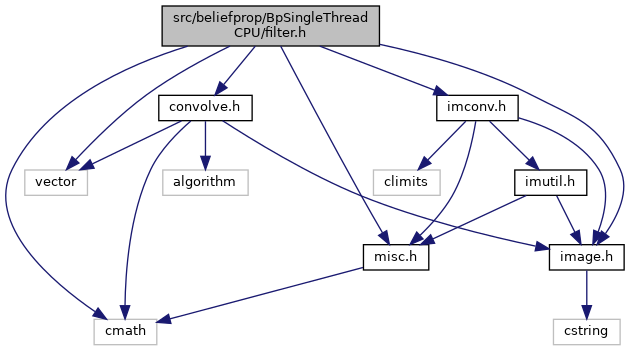 src/beliefprop/BpSingleThread
CPU/filter.h
convolve.h
imconv.h
vector
algorithm
climits
imutil.h
misc.h
image.h
cmath
cstring